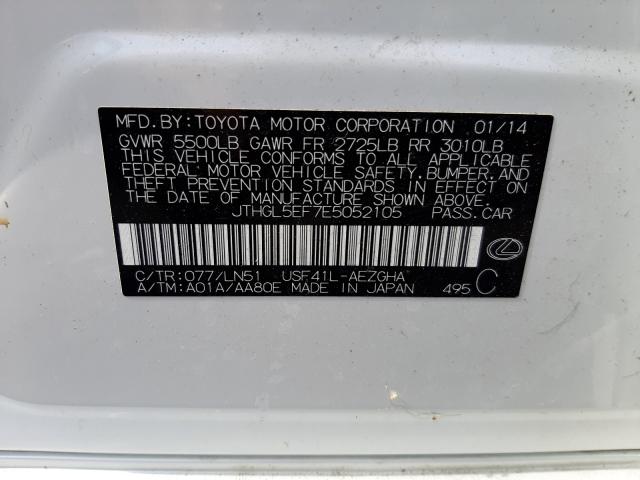 MFD. BY: TOYOTA MOTOR CORPORATION 01/14
GVWR 5500LB GAWR FR 2725LB RR 3010LB
THIS VEHICLE CONFORMS TO ALL APPLICABLE
FEDERAL MOTOR VEHICLE SAFETY, BUMPER, AND
THEFT PREVENTION STANDARDS IN EFFECT ON
THE DATE OF MANUFACTURE SHOWN ABOVE.
JTHGL5EF7E5052105 PASS. CAR
C/TR: 077/LN51 USF41L-AEZGHA
A/TM: A01A/AA80E MADE IN JAPAN 495 C